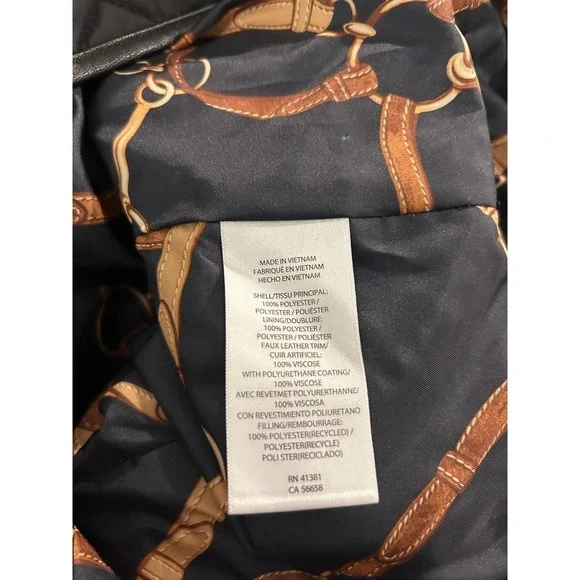 MADE IN VIETNAM
FABRIQUÉ EN VIETNAM
HECHO EN VIETNAM
SHELL/TISSU PRINCIPAL:
100% POLYESTER /
POLYESTER / POLIÉSTER
LINING/DOUBLURE:
100% POLYESTER /
POLYESTER / POLIÉSTER
FAUX LEATHER TRIM/
CUIR ARTIFICIEL:
100% VISCOSE
WITH POLYURETHANE COATING/
100% VISCOSE
AVEC REVETMET POLYURERTHANNE/
100% VISCOSA
CON REVESTIMIENTO POLIURETANO
FILLING/REMBOURRAGE:
100% POLYESTER(RECYCLED) /
POLYESTER(RECYCLE)
POLI STER(RECICLADO)
RN 41381
CA 56658